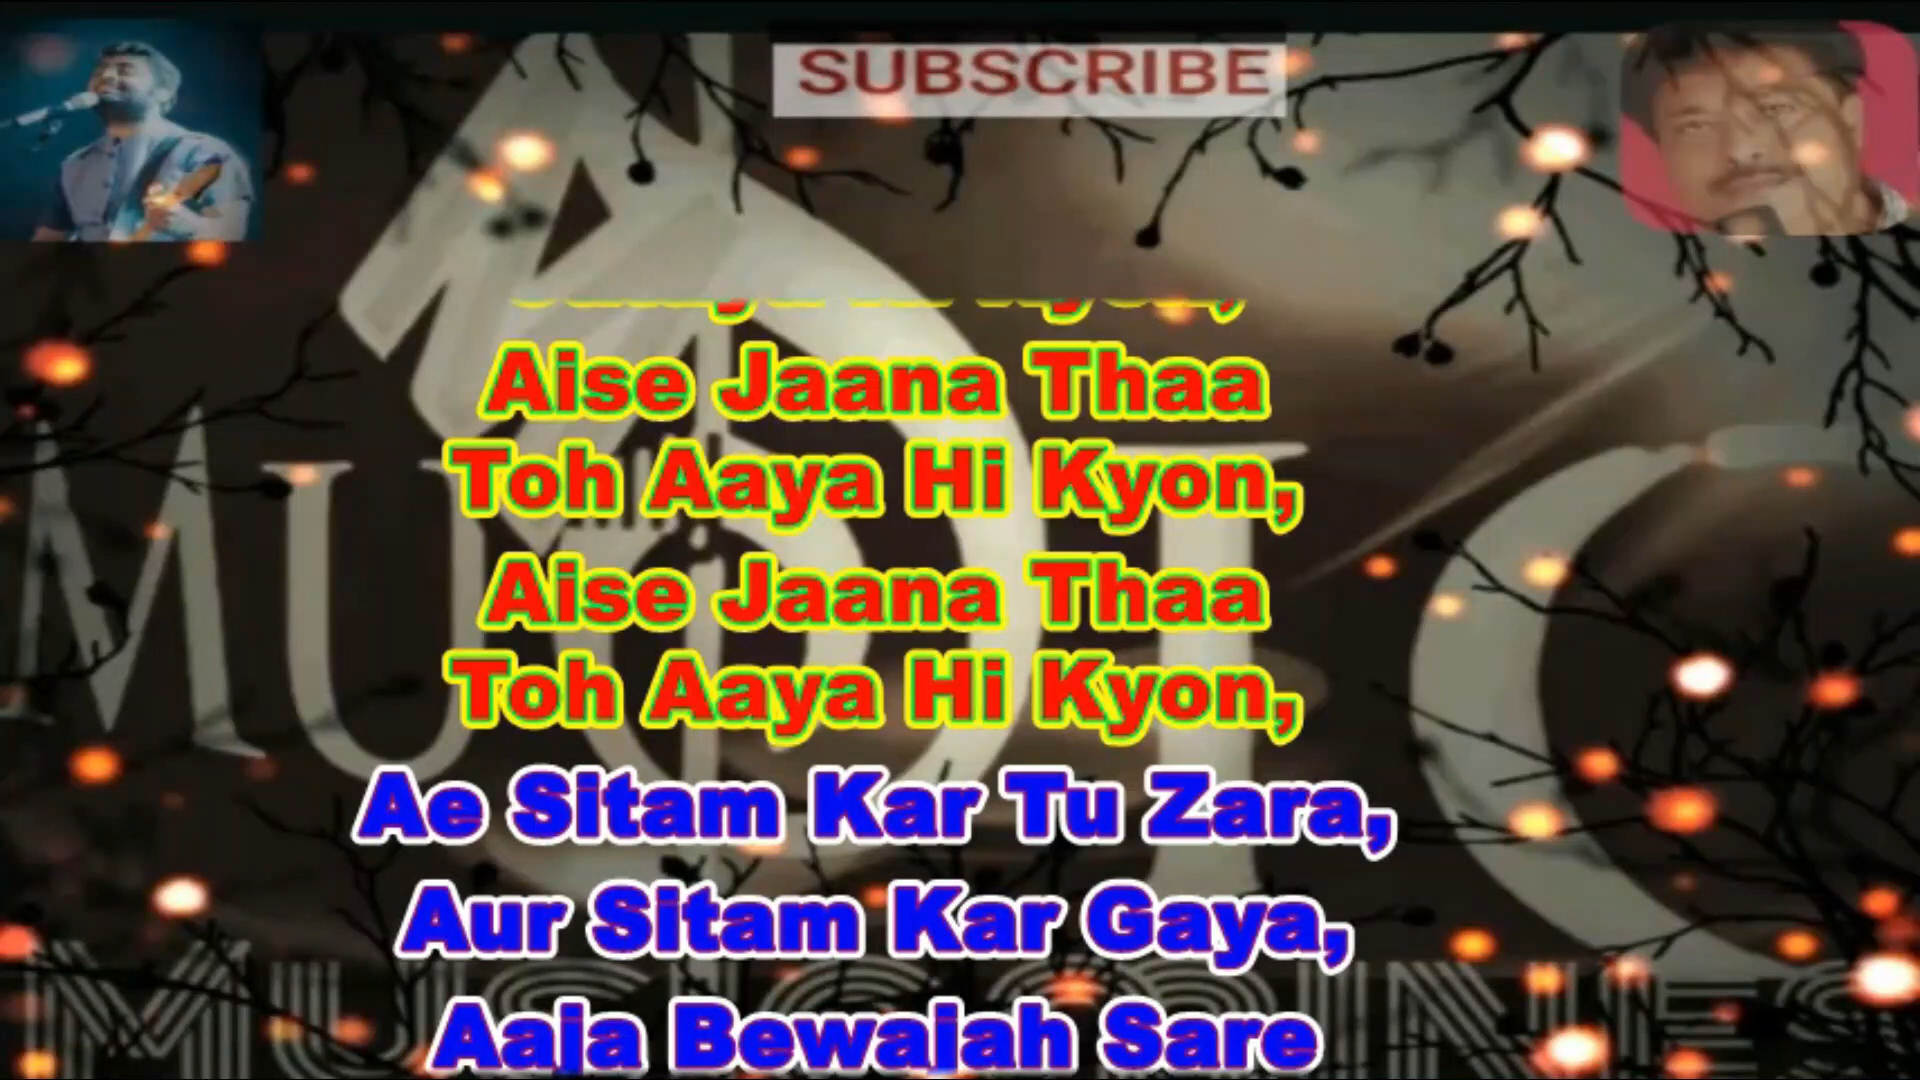 SUBSCRIBE
Aise Jaana Thaa
Toh Aaya Hi Kyon,
Aise Jaana Thaa
Toh Aaya Hi Kyon,
Ae Sitam Kar Tu Zara,
Aur Sitam Kar Gaya,
Aaja Bewajah Sare
MUSIC